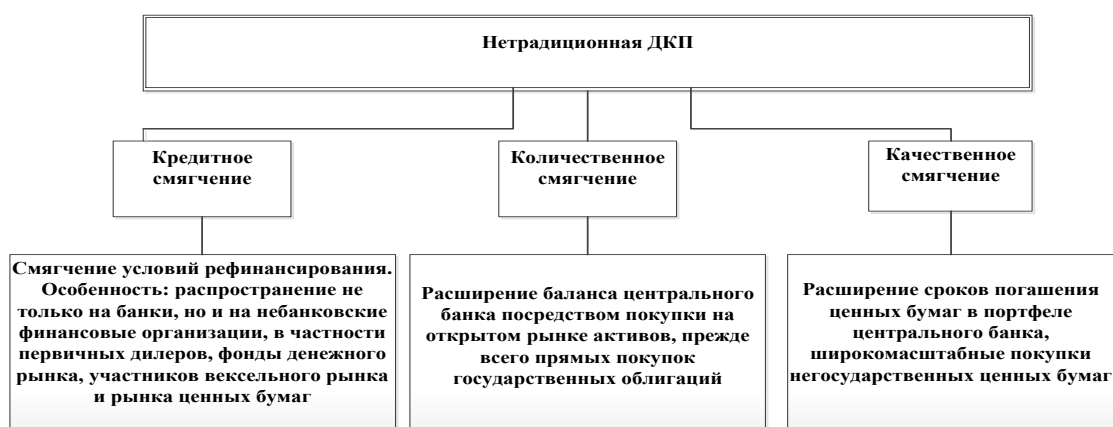 Нетрадиционная ДКП
Кредитное
смягчение
Количественное
смягчение
Качественное
смягчение
Смягчение условий рефинансирования.
Особенность: распространение не
только на банки, но и на небанковские
финансовые организации, в частности
первичных дилеров, фонды денежного
рынка, участников вексельного рынка
и рынка ценных бумаг
Расширение баланса центрального
банка посредством покупки на
открытом рынке активов, прежде
всего прямых покупок
государственных облигаций
Расширение сроков погашения
ценных бумаг в портфеле
центрального банка,
широкомасштабные покупки
негосударственных ценных бумаг